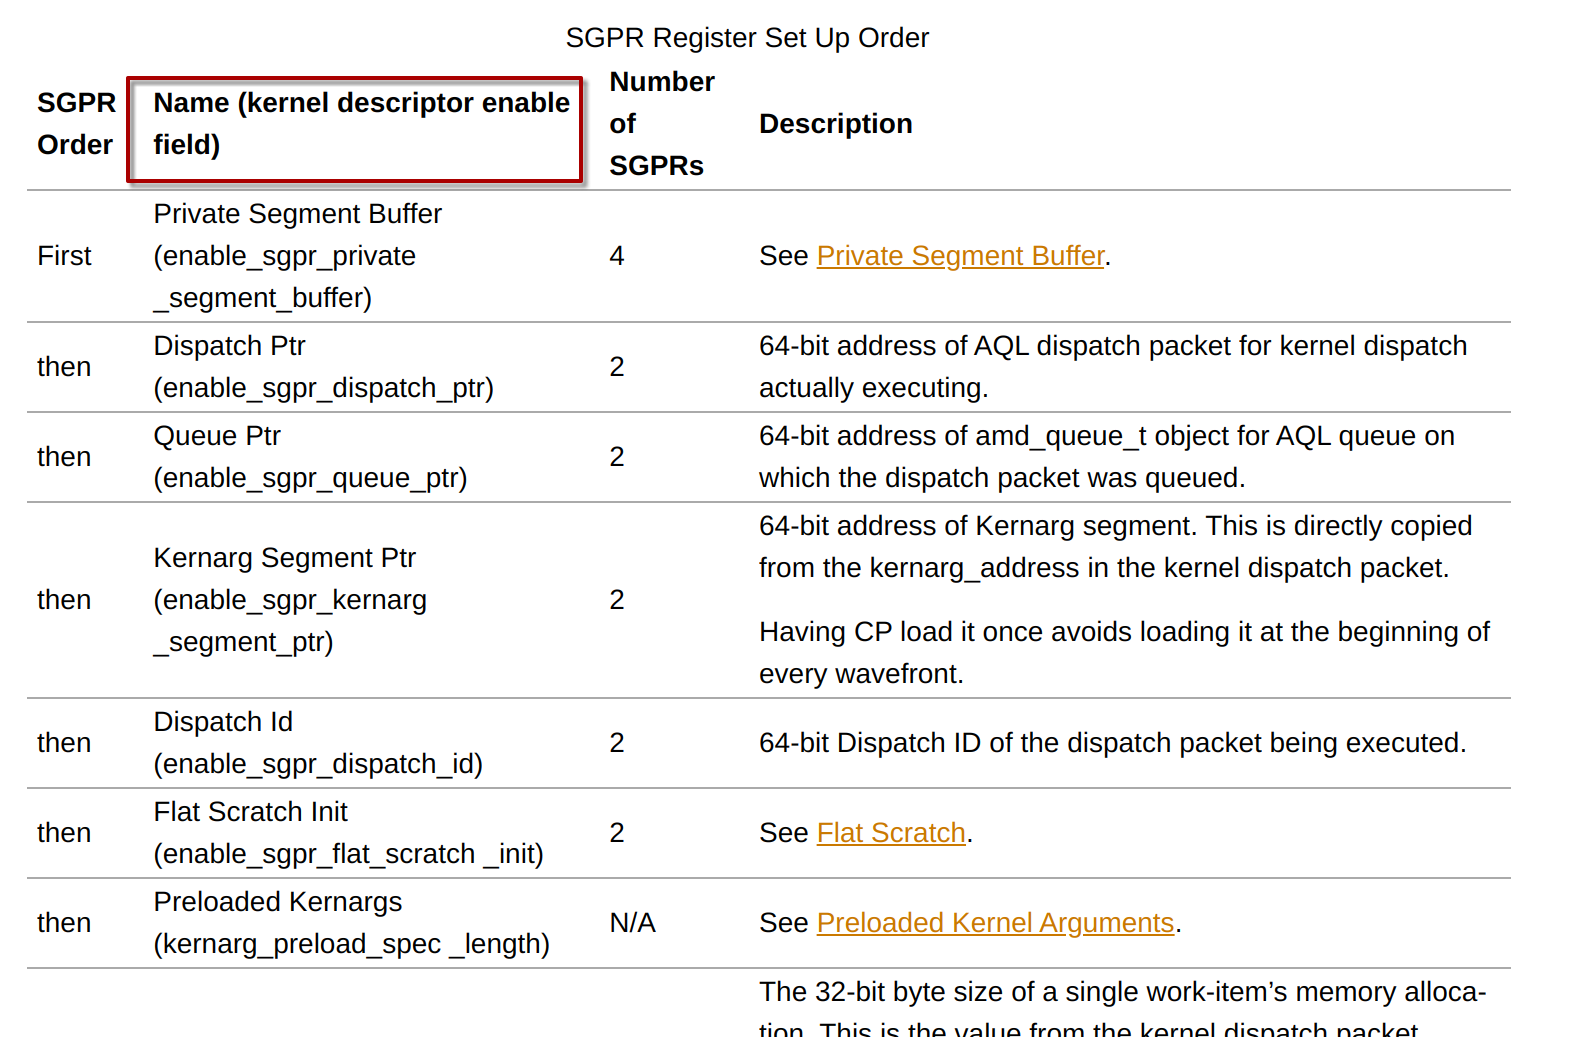 SGPR Register Set Up Order
SGPR
Order
Name (kernel descriptor enable
field)
Number
of
SGPRs
Description
First
Private Segment Buffer
(enable_sgpr_private
_segment_buffer)
4
See Private Segment Buffer.
then
Dispatch Ptr
(enable_sgpr_dispatch_ptr)
2
64-bit address of AQL dispatch packet for kernel dispatch
actually executing.
then
Queue Ptr
(enable_sgpr_queue_ptr)
2
64-bit address of amd_queue_t object for AQL queue on
which the dispatch packet was queued.
then
Kernarg Segment Ptr
(enable_sgpr_kernarg
_segment_ptr)
2
64-bit address of Kernarg segment. This is directly copied
from the kernarg_address in the kernel dispatch packet.
Having CP load it once avoids loading it at the beginning of
every wavefront.
then
Dispatch Id
(enable_sgpr_dispatch_id)
2
64-bit Dispatch ID of the dispatch packet being executed.
then
Flat Scratch Init
(enable_sgpr_flat_scratch _init)
2
See Flat Scratch.
then
Preloaded Kernargs
(kernarg_preload_spec _length)
N/A
See Preloaded Kernel Arguments.
The 32-bit byte size of a single work-item’s memory alloca-
tion. This is the value from the kernel dispatch packet